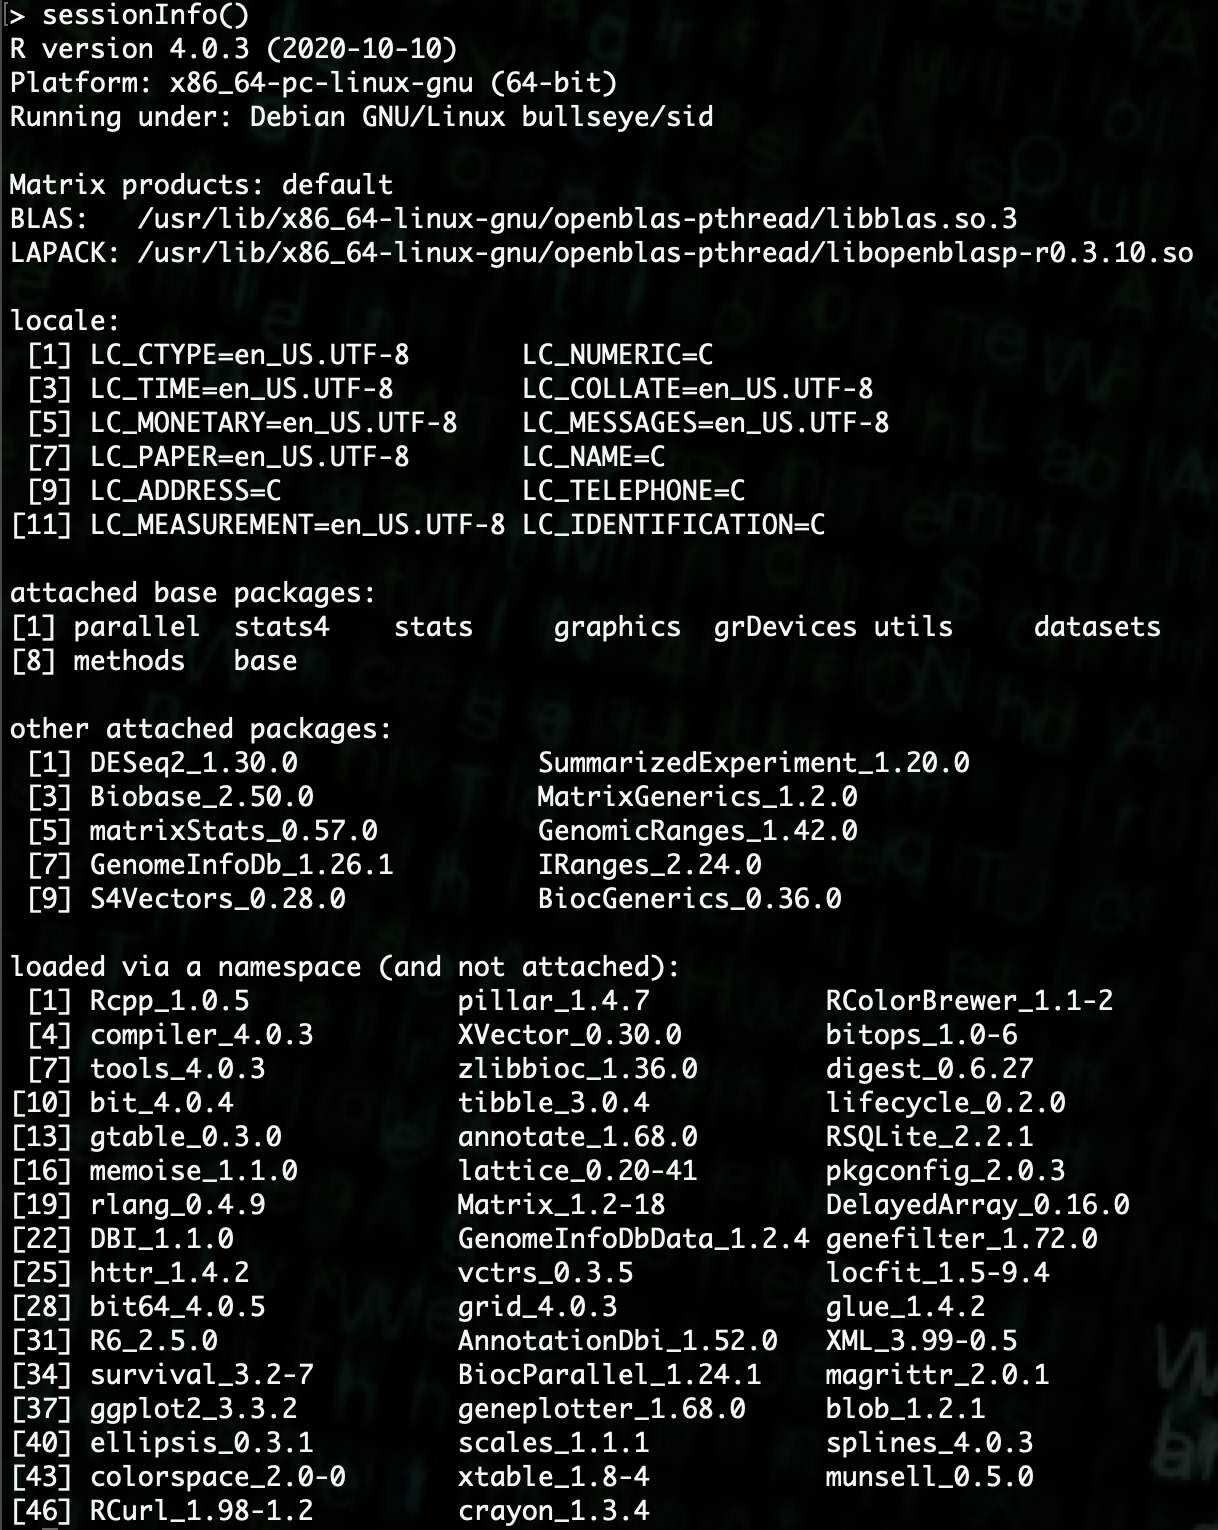 > sessionInfo()
R version 4.0.3 (2020-10-10)
Platform: x86_64-pc-linux-gnu (64-bit)
Running under: Debian GNU/Linux bullseye/sid

Matrix products: default
BLAS:   /usr/lib/x86_64-linux-gnu/openblas-pthread/libblas.so.3
LAPACK: /usr/lib/x86_64-linux-gnu/openblas-pthread/libopenblasp-r0.3.10.so

locale:
 [1] LC_CTYPE=en_US.UTF-8       LC_NUMERIC=C
 [3] LC_TIME=en_US.UTF-8        LC_COLLATE=en_US.UTF-8
 [5] LC_MONETARY=en_US.UTF-8    LC_MESSAGES=en_US.UTF-8
 [7] LC_PAPER=en_US.UTF-8       LC_NAME=C
 [9] LC_ADDRESS=C               LC_TELEPHONE=C
[11] LC_MEASUREMENT=en_US.UTF-8 LC_IDENTIFICATION=C

attached base packages:
[1] parallel  stats4    stats     graphics  grDevices utils     datasets
[8] methods   base

other attached packages:
 [1] DESeq2_1.30.0               SummarizedExperiment_1.20.0
 [3] Biobase_2.50.0              MatrixGenerics_1.2.0
 [5] matrixStats_0.57.0          GenomicRanges_1.42.0
 [7] GenomeInfoDb_1.26.1         IRanges_2.24.0
 [9] S4Vectors_0.28.0            BiocGenerics_0.36.0

loaded via a namespace (and not attached):
 [1] Rcpp_1.0.5             pillar_1.4.7           RColorBrewer_1.1-2
 [4] compiler_4.0.3         XVector_0.30.0         bitops_1.0-6
 [7] tools_4.0.3            zlibbioc_1.36.0        digest_0.6.27
[10] bit_4.0.4              tibble_3.0.4           lifecycle_0.2.0
[13] gtable_0.3.0           annotate_1.68.0        RSQLite_2.2.1
[16] memoise_1.1.0          lattice_0.20-41        pkgconfig_2.0.3
[19] rlang_0.4.9            Matrix_1.2-18          DelayedArray_0.16.0
[22] DBI_1.1.0              GenomeInfoDbData_1.2.4 genefilter_1.72.0
[25] httr_1.4.2             vctrs_0.3.5            locfit_1.5-9.4
[28] bit64_4.0.5            grid_4.0.3             glue_1.4.2
[31] R6_2.5.0               AnnotationDbi_1.52.0   XML_3.99-0.5
[34] survival_3.2-7         BiocParallel_1.24.1    magrittr_2.0.1
[37] ggplot2_3.3.2          geneplotter_1.68.0     blob_1.2.1
[40] ellipsis_0.3.1         scales_1.1.1           splines_4.0.3
[43] colorspace_2.0-0       xtable_1.8-4           munsell_0.5.0
[46] RCurl_1.98-1.2         crayon_1.3.4